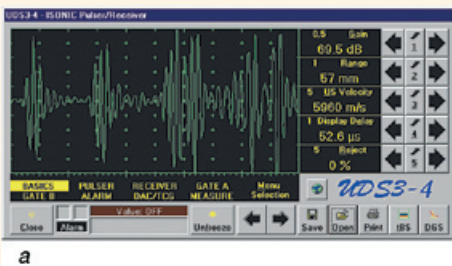 UDS3-4 - ISONIC Pulser/Receiver
0.5 Gain
69.5 dB
1
1 Range
57 mm
2
5 US Velocity
5960 m/s
3
1 Display Delay
52.6 µs
4
5 Reject
0 %
5
BASICS PULSER RECEIVER GATE A Menu
GATE B ALARM DAC/TCG MEASURE Selection
UDS3-4
Value: OFF
Close Alarm Unfreeze Save Open Print tBS DGS
a